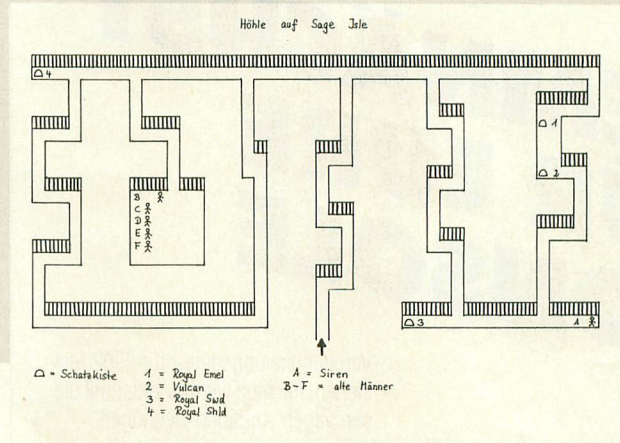 Höhle auf Sage Isle
4
1
2
B
C
D
E
F
3
A
= Schatzkiste
1 = Royal Emel
2 = Vulcan
3 = Royal Swd
4 = Royal Shld
A = Siren
B-F = alte Männer